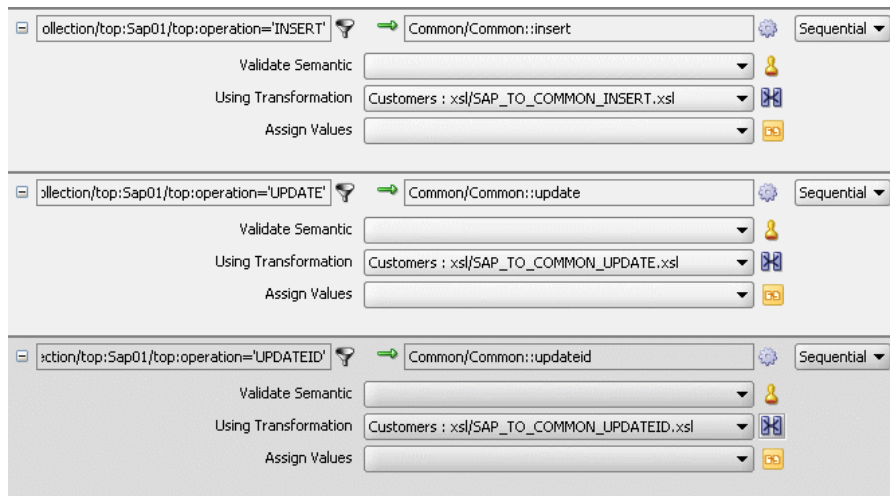 ollection/top:Sap01/top:operation='INSERT' Common/Common::insert Sequential
Validate Semantic
Using Transformation Customers : xsl/SAP_TO_COMMON_INSERT.xsl
Assign Values
ollection/top:Sap01/top:operation='UPDATE' Common/Common::update Sequential
Validate Semantic
Using Transformation Customers : xsl/SAP_TO_COMMON_UPDATE.xsl
Assign Values
ection/top:Sap01/top:operation='UPDATEID' Common/Common::updateid Sequential
Validate Semantic
Using Transformation Customers : xsl/SAP_TO_COMMON_UPDATEID.xsl
Assign Values